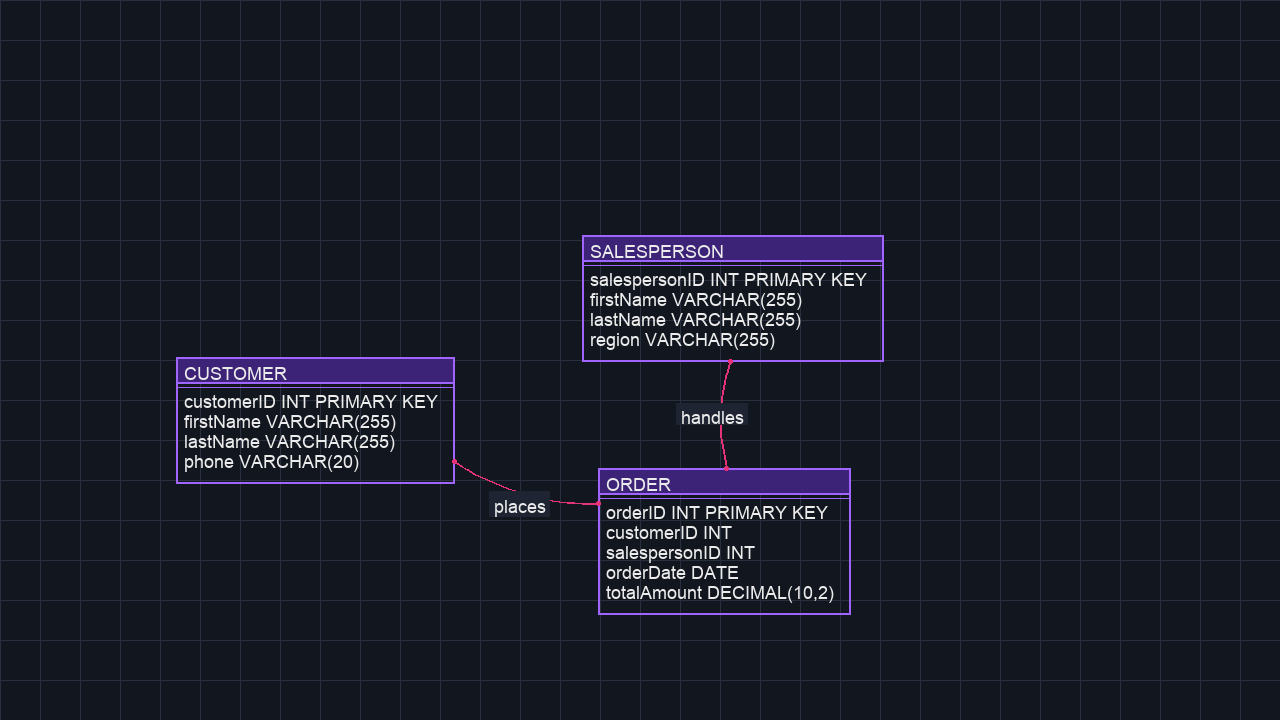 SALESPERSON
salespersonID INT PRIMARY KEY
firstName VARCHAR(255)
lastName VARCHAR(255)
region VARCHAR(255)
CUSTOMER
customerID INT PRIMARY KEY
firstName VARCHAR(255)
lastName VARCHAR(255)
phone VARCHAR(20)
handles
places
ORDER
orderID INT PRIMARY KEY
customerID INT
salespersonID INT
orderDate DATE
totalAmount DECIMAL(10,2)